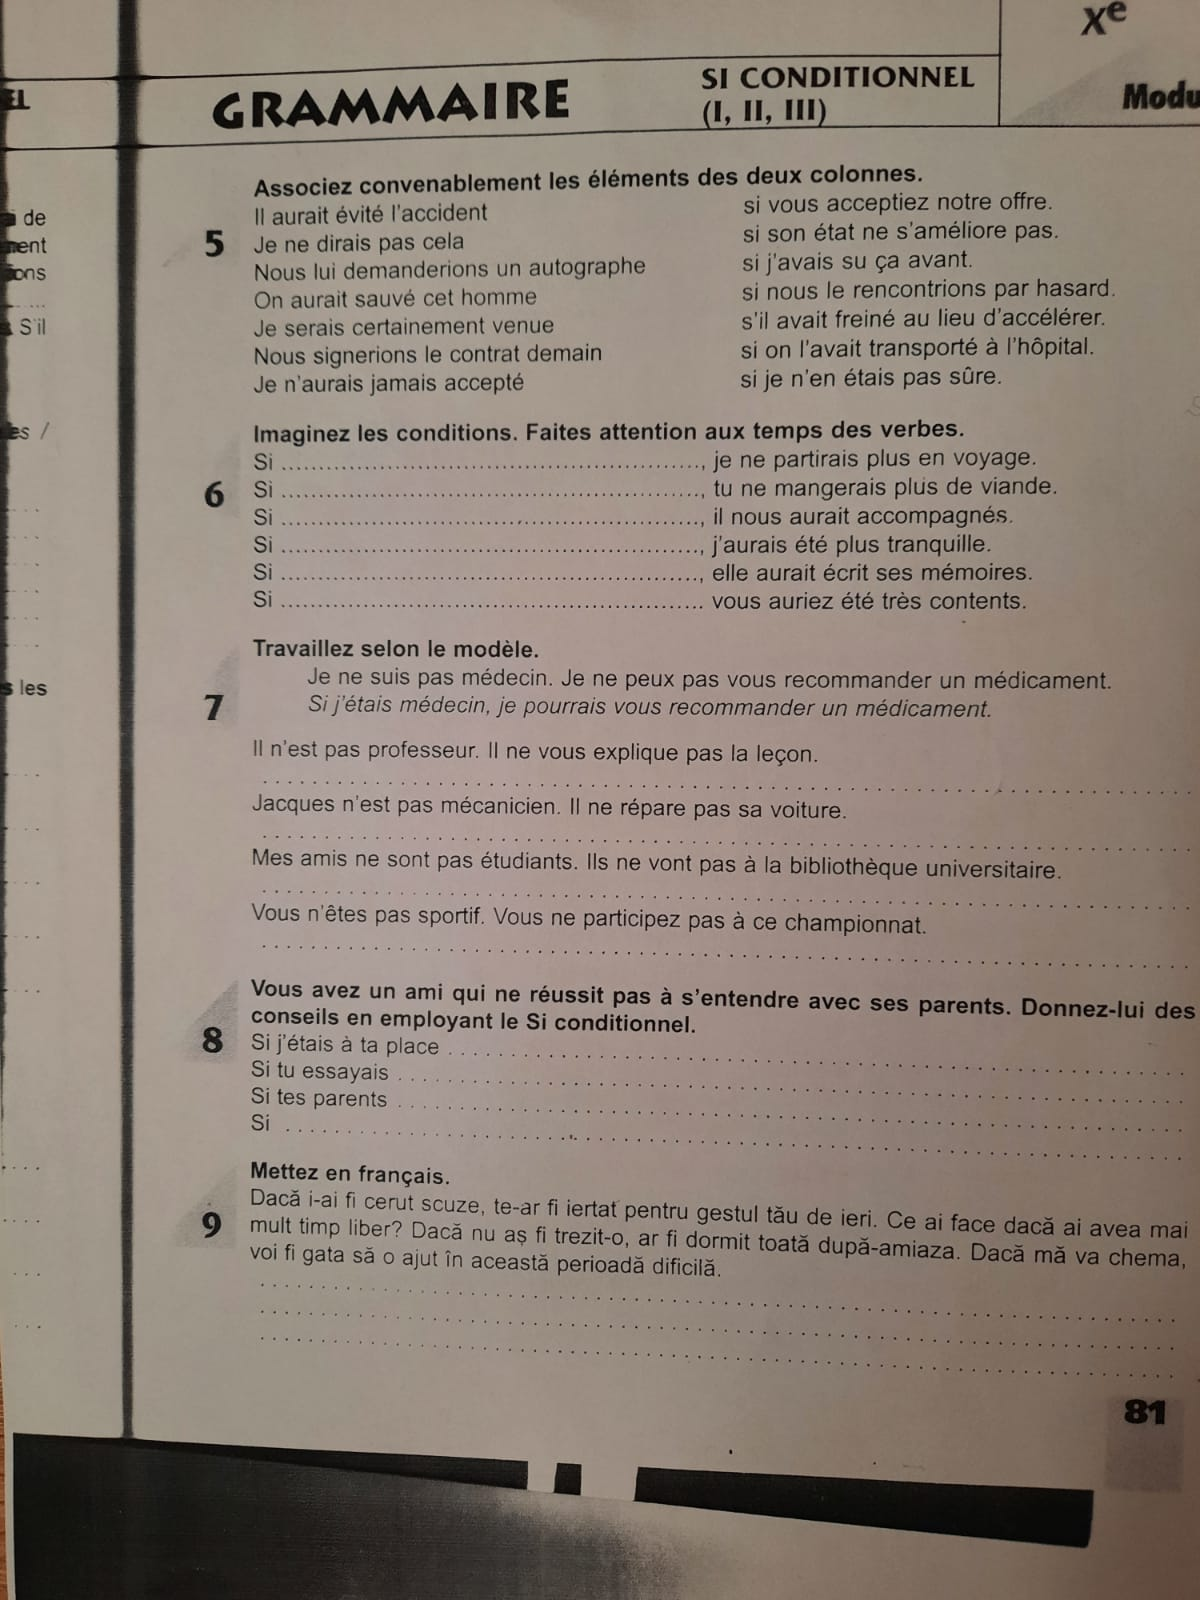 Xe
EL
GRAMMAIRE
SI CONDITIONNEL
(I, II, III)
de
S'il
les
Associez convenablement les éléments des deux colonnes.
5
Il aurait évité l'accident si vous acceptiez notre offre.
Je ne dirais pas cela si son état ne s'améliore pas.
Nous lui demanderions un autographe si j'avais su ça avant.
On aurait sauvé cet homme si nous le rencontrions par hasard.
Je serais certainement venue s'il avait freiné au lieu d'accélérer.
Nous signerions le contrat demain si on l'avait transporté à l'hôpital.
Je n'aurais jamais accepté si je n'en étais pas sûre.
Imaginez les conditions. Faites attention aux temps des verbes.
6
Si ........................................................., je ne partirais plus en voyage.
Si ........................................................., tu ne mangerais plus de viande.
Si ........................................................., il nous aurait accompagnés.
Si ........................................................., j'aurais été plus tranquille.
Si ........................................................., elle aurait écrit ses mémoires.
Si ......................................................... vous auriez été très contents.
Travaillez selon le modèle.
7
Je ne suis pas médecin. Je ne peux pas vous recommander un médicament.
Si j'étais médecin, je pourrais vous recommander un médicament.
Il n'est pas professeur. Il ne vous explique pas la leçon.
Jacques n'est pas mécanicien. Il ne répare pas sa voiture.
Mes amis ne sont pas étudiants. Ils ne vont pas à la bibliothèque universitaire.
Vous n'êtes pas sportif. Vous ne participez pas à ce championnat.
8
Vous avez un ami qui ne réussit pas à s'entendre avec ses parents. Donnez-lui des
conseils en employant le Si conditionnel.
Si j'étais à ta place
Si tu essayais
Si tes parents
Si
Mettez en français.
9
Dacă i-ai fi cerut scuze, te-ar fi iertat pentru gestul tău de ieri. Ce ai face dacă ai avea mai
mult timp liber? Dacă nu aș fi trezit-o, ar fi dormit toată după-amiaza. Dacă mă va chema,
voi fi gata să o ajut în această perioadă dificilă.
81